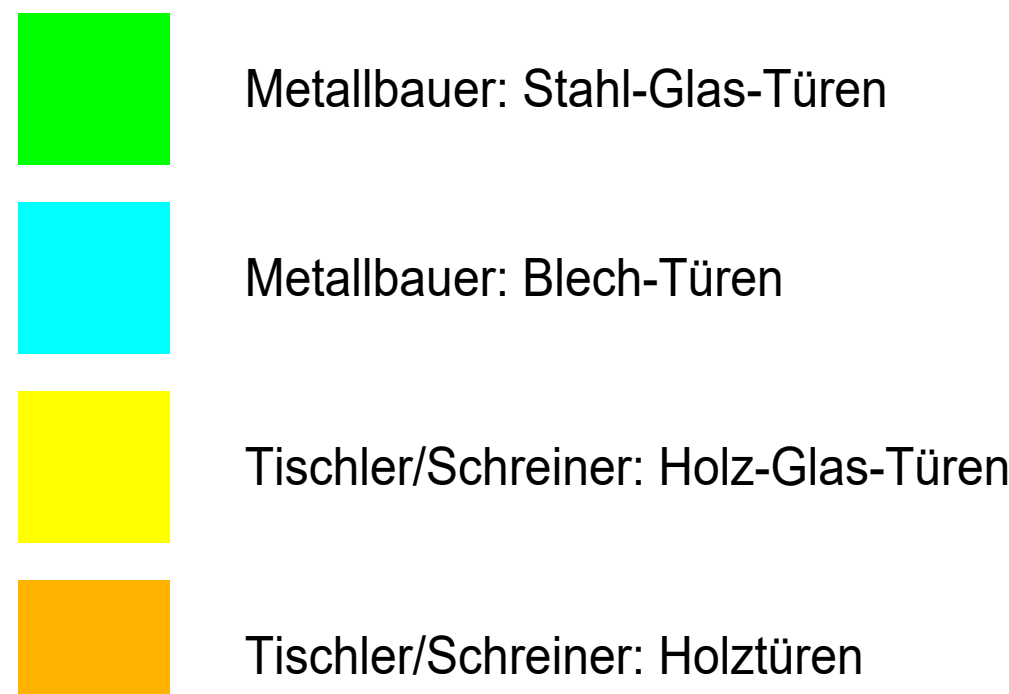 Metallbauer: Stahl-Glas-Türen
Metallbauer: Blech-Türen
Tischler/Schreiner: Holz-Glas-Türen
Tischler/Schreiner: Holztüren